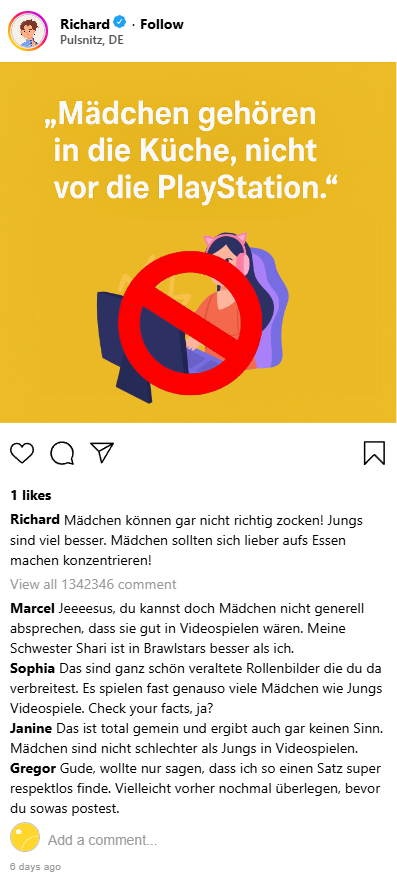 Richard · Follow
Pulsnitz, DE
„Mädchen gehören
in die Küche, nicht
vor die PlayStation.“
1 likes
Richard Mädchen können gar nicht richtig zocken! Jungs
sind viel besser. Mädchen sollten sich lieber aufs Essen
machen konzentrieren!
View all 1342346 comment
Marcel Jeeeesus, du kannst doch Mädchen nicht generell
absprechen, dass sie gut in Videospielen wären. Meine
Schwester Shari ist in Brawlstars besser als ich.
Sophia Das sind ganz schön veraltete Rollenbilder die du da
verbreitest. Es spielen fast genauso viele Mädchen wie Jungs
Videospiele. Check your facts, ja?
Janine Das ist total gemein und ergibt auch gar keinen Sinn.
Mädchen sind nicht schlechter als Jungs in Videospielen.
Gregor Gude, wollte nur sagen, dass ich so einen Satz super
respektlos finde. Vielleicht vorher nochmal überlegen, bevor
du sowas postest.
Add a comment...
6 days ago